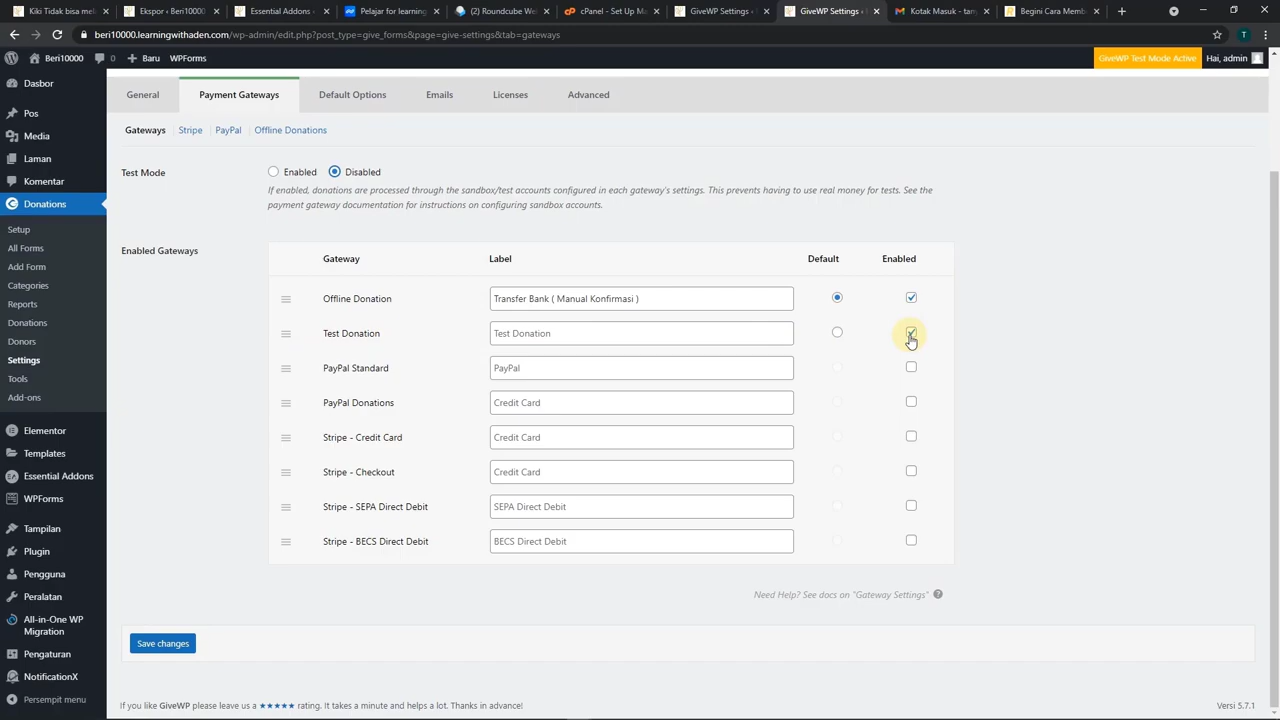 Kiki Tidak bisa mem
Ekspor ‹ Beri10000
Essential Addons
Pelajar for learning
(2) Roundcube Web
cPanel - Set Up Ma
GiveWP Settings
GiveWP Settings ‹
Kotak Masuk - tan
Begini Cara Memb
beri10000.learningwithaden.com/wp-admin/edit.php?post_type=give_forms&page=give-settings&tab=gateways
T
Beri10000
0
Baru
WPForms
GiveWP Test Mode Active
Hai, admin
Dasbor
Pos
Media
Laman
Komentar
Donations
Setup
All Forms
Add Form
Categories
Reports
Donations
Donors
Settings
Tools
Add-ons
Elementor
Templates
Essential Addons
WPForms
Tampilan
Plugin
Pengguna
Peralatan
All-in-One WP
Migration
Pengaturan
NotificationX
Persempit menu
General
Payment Gateways
Default Options
Emails
Licenses
Advanced
Gateways
Stripe
PayPal
Offline Donations
Test Mode
Enabled
Disabled
If enabled, donations are processed through the sandbox/test accounts configured in each gateway's settings. This prevents having to use real money for tests. See the
payment gateway documentation for instructions on configuring sandbox accounts.
Enabled Gateways
Gateway Label Default Enabled
Offline Donation Transfer Bank ( Manual Konfirmasi )
Test Donation Test Donation
PayPal Standard PayPal
PayPal Donations Credit Card
Stripe - Credit Card Credit Card
Stripe - Checkout Credit Card
Stripe - SEPA Direct Debit SEPA Direct Debit
Stripe - BECS Direct Debit BECS Direct Debit
Need Help? See docs on "Gateway Settings"
Save changes
If you like GiveWP please leave us a ★★★★★ rating. It takes a minute and helps a lot. Thanks in advance!
Versi 5.7.1